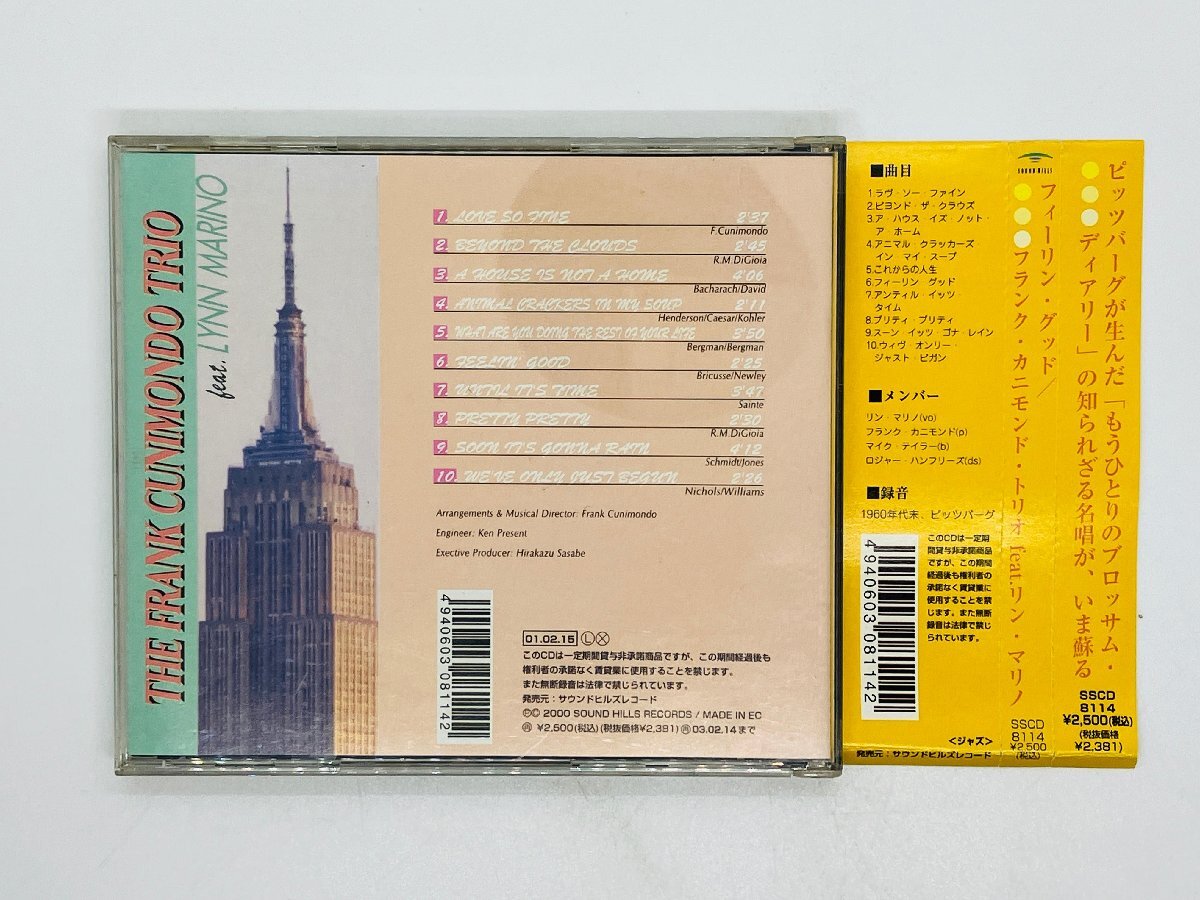 THE FRANK CUNIMONDO TRIO
feat. LYNN MARINO
1. LOVE SO FINE 2'37
F.Cunimondo
2. BEYOND THE CLOUDS 2'45
R.M.DiGioia
3. A HOUSE IS NOT A HOME 4'06
Bacharach/David
4. ANIMAL CRACKERS IN MY SOUP 2'11
Henderson/Caesar/Kohler
5. WHAT ARE YOU DOING THE REST OF YOUR LIFE 3'50
Bergman/Bergman
6. FEELIN' GOOD 2'25
Bricusse/Newley
7. UNTIL IT'S TIME 3'47
Sainte
8. PRETTY PRETTY 2'30
R.M.DiGioia
9. SOON IT'S GONNA RAIN 4'12
Schmidt/Jones
10. WE'VE ONLY JUST BEGUN 2'26
Nichols/Williams
Arrangements & Musical Director: Frank Cunimondo
Engineer: Ken Present
Exective Producer: Hirakazu Sasabe
4940603081142
01.02.15 Ⓛ Ⓧ
このCDは一定期間貸与非承諾商品ですが、この期間経過後も
権利者の承諾なく賃貸業に使用することを禁じます。
また無断録音は法律で禁じられています。
発売元：サウンドヒルズレコード
ⓅⒸ 2000 SOUND HILLS RECORDS / MADE IN EC
㋐ ¥2,500(税込)(税抜価格¥2,381) ㋐ 03.02.14まで
■曲目
1.ラヴ・ソー・ファイン
2.ビヨンド・ザ・クラウズ
3.ア・ハウス・イズ・ノット・
ア・ホーム
4.アニマル・クラッカーズ・
イン・マイ・スープ
5.これからの人生
6.フィーリン・グッド
7.アンティル・イッツ・
タイム
8.プリティ・プリティ
9.スーン・イッツ・ゴナ・レイン
10.ウィヴ・オンリー・
ジャスト・ビガン
■メンバー
リン・マリノ(vo)
フランク・カニモンド(p)
マイク・テイラー(b)
ロジャー・ハンフリーズ(ds)
■録音
1960年代末、ピッツバーグ
4940603081142
このCDは一定期
間貸与非承諾商品
ですが、この期間
経過後も権利者の
承諾なく賃貸業に
使用することを禁
じます。また無断
録音は法律で禁じ
られています。
<ジャズ>
発売元：サウンドヒルズレコード
SOUND HILLS
フィーリン・グッド／
フランク・カニモンド・トリオ feat.リン・マリノ
SSCD
8114
¥2,500
(税込)
ピッツバーグが生んだ「もうひとりのブロッサム・
ディアリー」の知られざる名唱が、いま蘇る
SSCD
8114
¥2,500(税込)
(税抜価格
¥2,381)